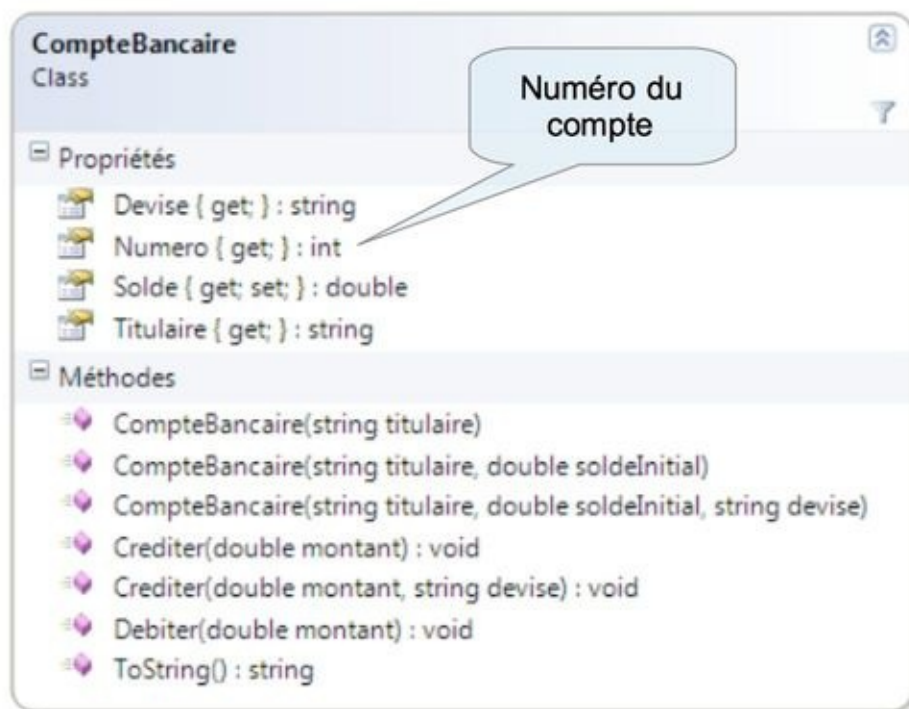 CompteBancaire
Class
Numéro du
compte
Propriétés
Devise { get; } : string
Numero { get; } : int
Solde { get; set; } : double
Titulaire { get; } : string
Méthodes
CompteBancaire(string titulaire)
CompteBancaire(string titulaire, double soldeInitial)
CompteBancaire(string titulaire, double soldeInitial, string devise)
Crediter(double montant) : void
Crediter(double montant, string devise) : void
Debiter(double montant) : void
ToString() : string